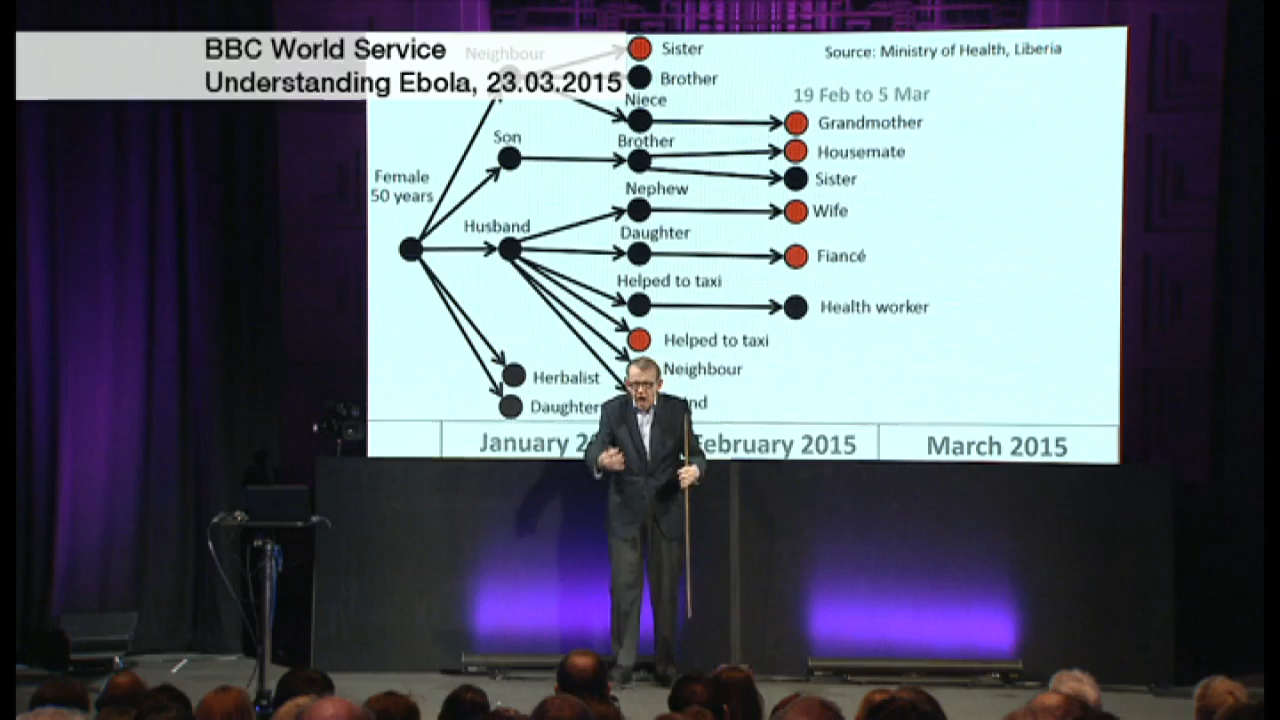 BBC World Service
Understanding Ebola, 23.03.2015
Neighbour
Sister
Source: Ministry of Health, Liberia
Brother
19 Feb to 5 Mar
Niece
Grandmother
Son
Brother
Housemate
Female
50 years
Sister
Nephew
Wife
Husband
Daughter
Fiancé
Helped to taxi
Health worker
Helped to taxi
Neighbour
Herbalist
Daughter
January
February 2015
March 2015